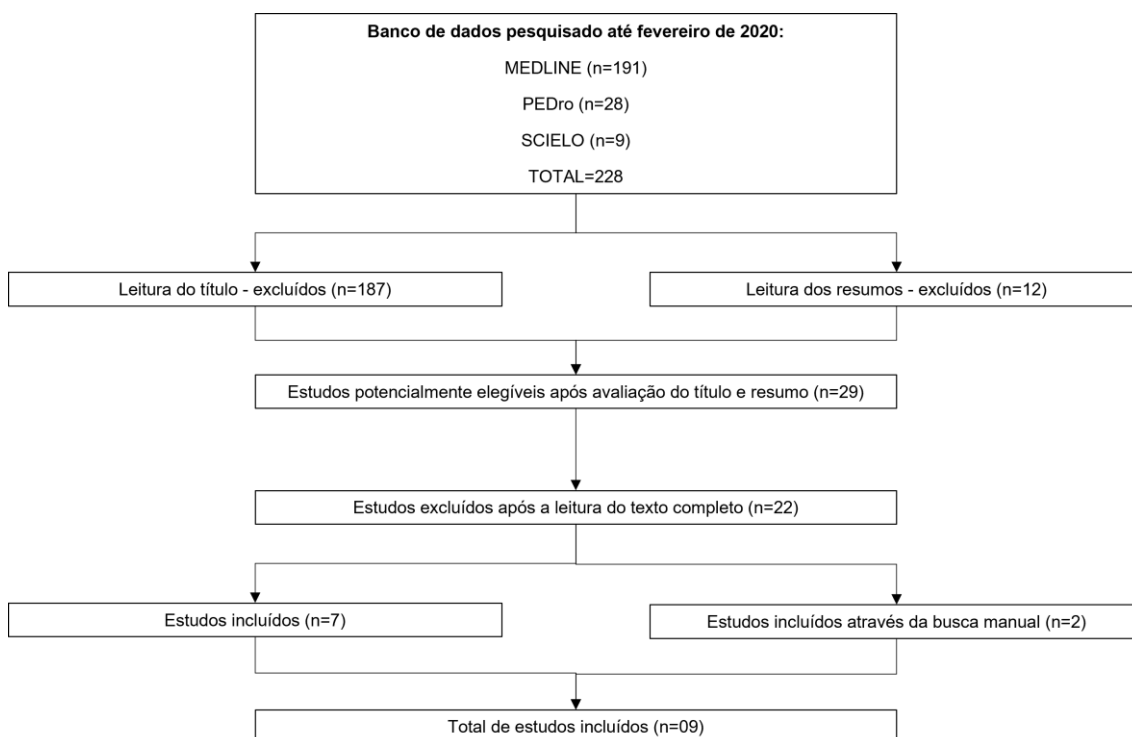 Banco de dados pesquisado até fevereiro de 2020:
MEDLINE (n=191)
PEDro (n=28)
SCIELO (n=9)
TOTAL=228
Leitura do título - excluídos (n=187)
Leitura dos resumos - excluídos (n=12)
Estudos potencialmente elegíveis após avaliação do título e resumo (n=29)
Estudos excluídos após a leitura do texto completo (n=22)
Estudos incluídos (n=7)
Estudos incluídos através da busca manual (n=2)
Total de estudos incluídos (n=09)